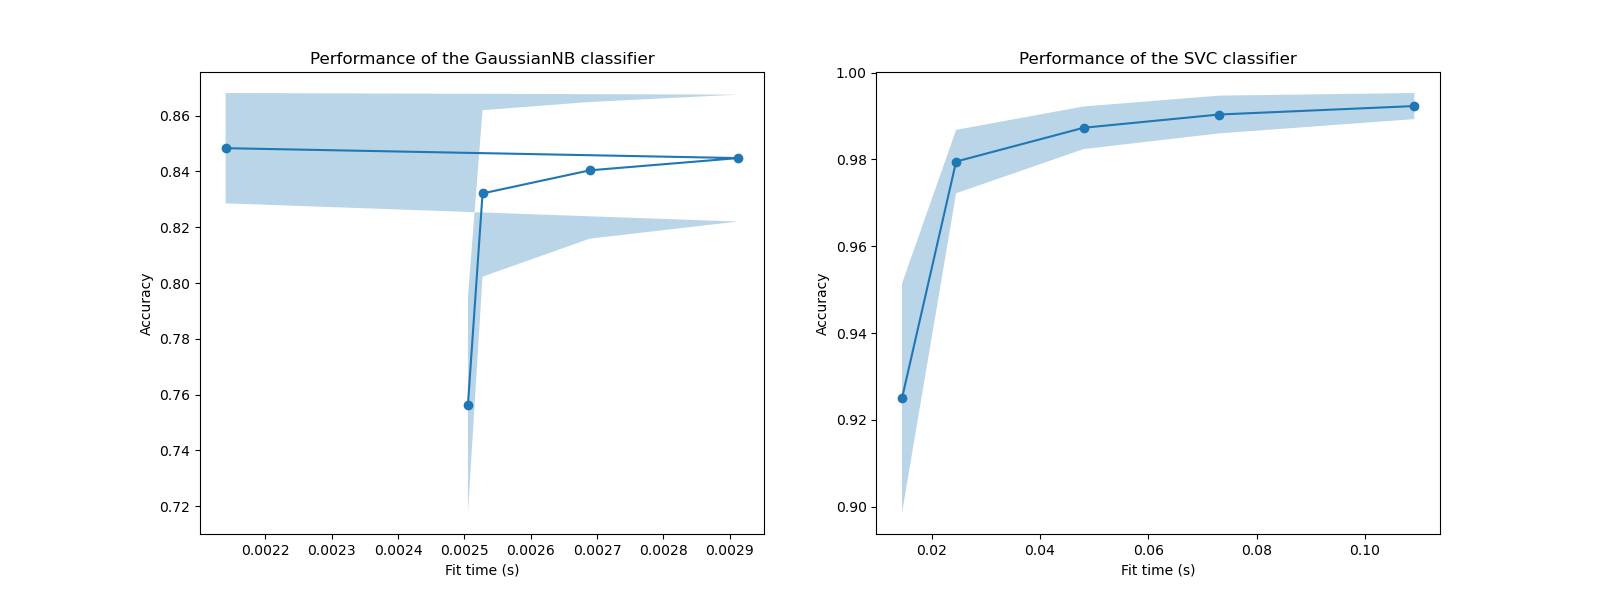 Performance of the GaussianNB classifier
Accuracy
0.86
0.84
0.82
0.80
0.78
0.76
0.74
0.72
0.0022 0.0023 0.0024 0.0025 0.0026 0.0027 0.0028 0.0029
Fit time (s)
Performance of the SVC classifier
Accuracy
1.00
0.98
0.96
0.94
0.92
0.90
0.02 0.04 0.06 0.08 0.10
Fit time (s)